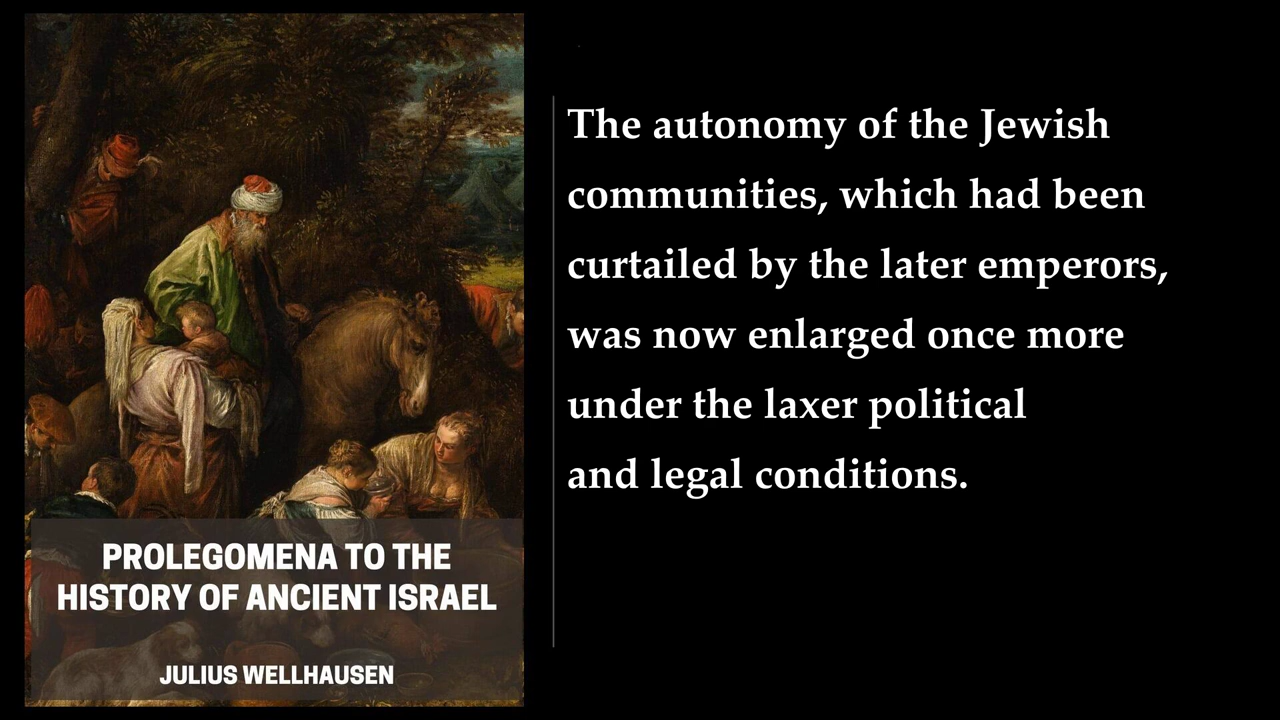 PROLEGOMENA TO THE
HISTORY OF ANCIENT ISRAEL
JULIUS WELLHAUSEN
The autonomy of the Jewish
communities, which had been
curtailed by the later emperors,
was now enlarged once more
under the laxer political
and legal conditions.